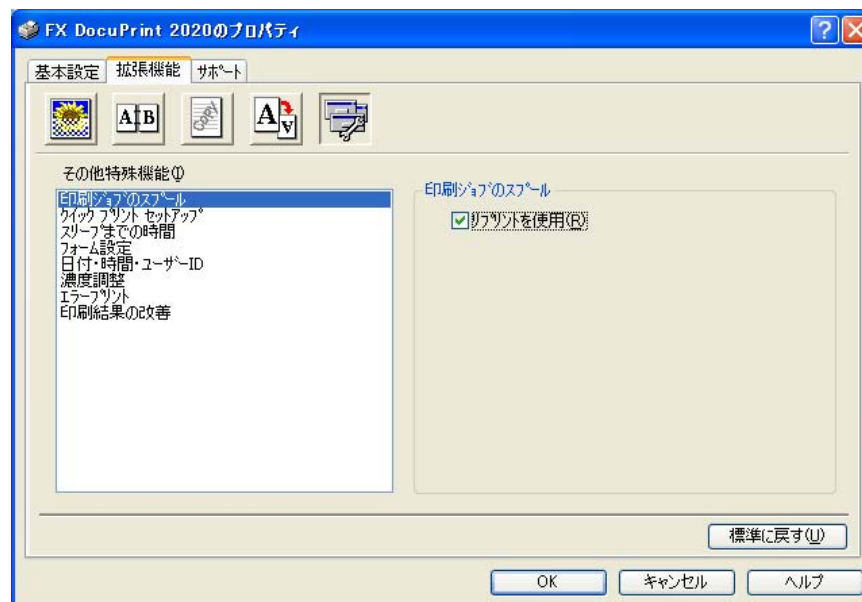 FX DocuPrint 2020のプロパティ
基本設定 拡張機能 サポート
A B
Copy
A A
その他特殊機能(I)
印刷ジョブのスプール
クイック プリント セットアップ
スリープまでの時間
フォーム設定
日付・時間・ユーザーID
濃度調整
エラープリント
印刷結果の改善
印刷ジョブのスプール
リプリントを使用(R)
標準に戻す(U)
OK キャンセル ヘルプ